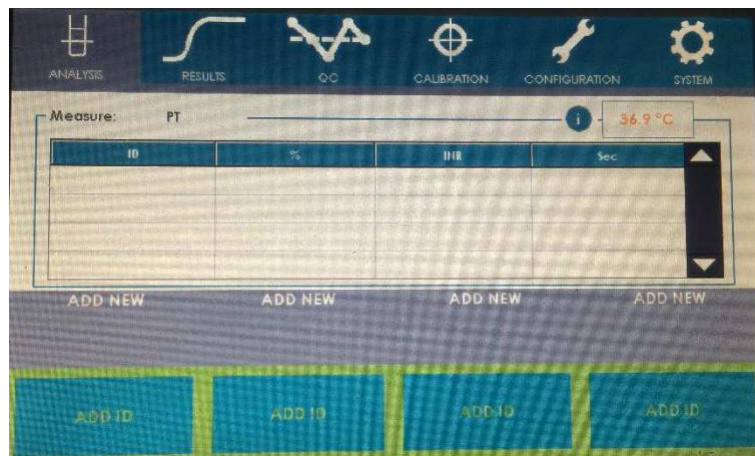 ANALYSIS RESULTS QC CALIBRATION CONFIGURATION SYSTEM
Measure: PT i 36.9 °C
ID % INR Sec
ADD NEW ADD NEW ADD NEW ADD NEW
ADD ID ADD ID ADD ID ADD ID